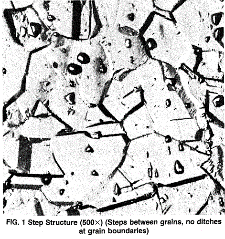 FIG. 1 Step Structure (500×) (Steps between grains, no ditches
at grain boundaries)